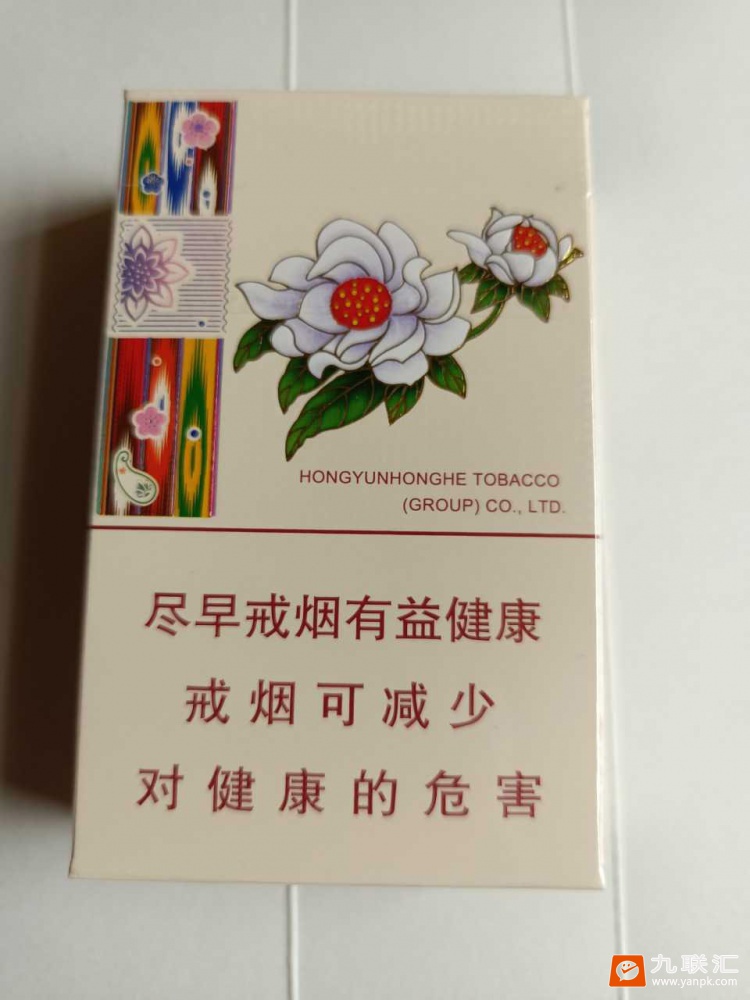 HONGYUNHONGHE TOBACCO
(GROUP) CO., LTD.
尽早戒烟有益健康
戒烟可减少
对健康的危害
九联汇
www.yanpk.com